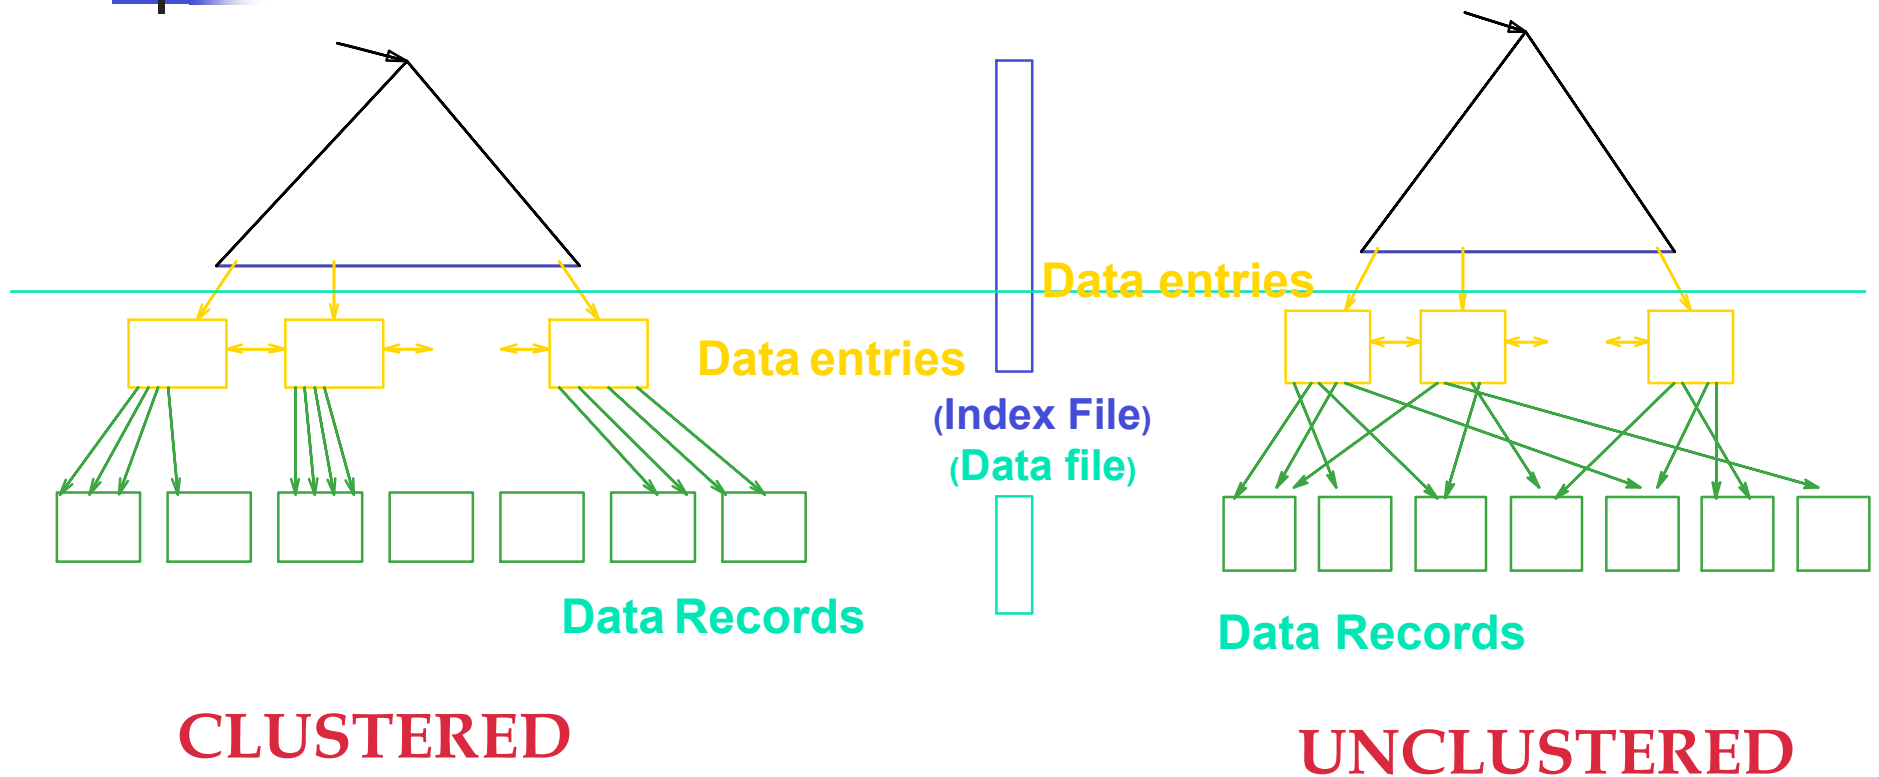 Data entries
Data entries
(Index File)
(Data file)
Data Records
Data Records
CLUSTERED
UNCLUSTERED